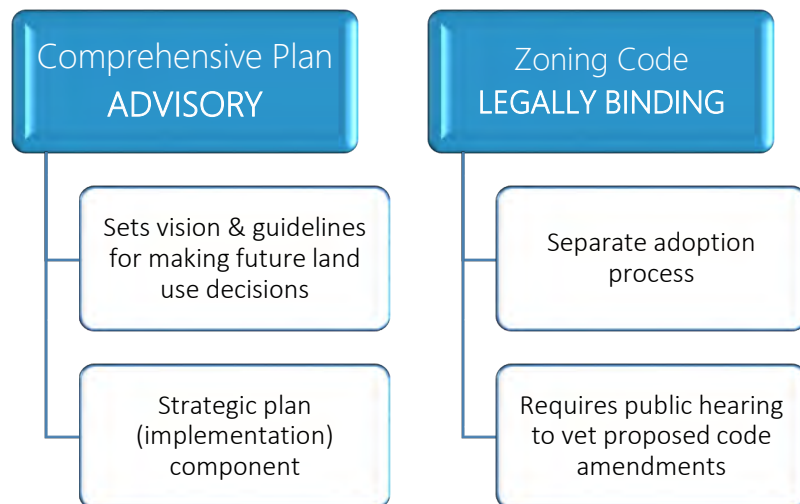 Comprehensive Plan
ADVISORY
Sets vision & guidelines
for making future land
use decisions
Strategic plan
(implementation)
component
Zoning Code
LEGALLY BINDING
Separate adoption
process
Requires public hearing
to vet proposed code
amendments